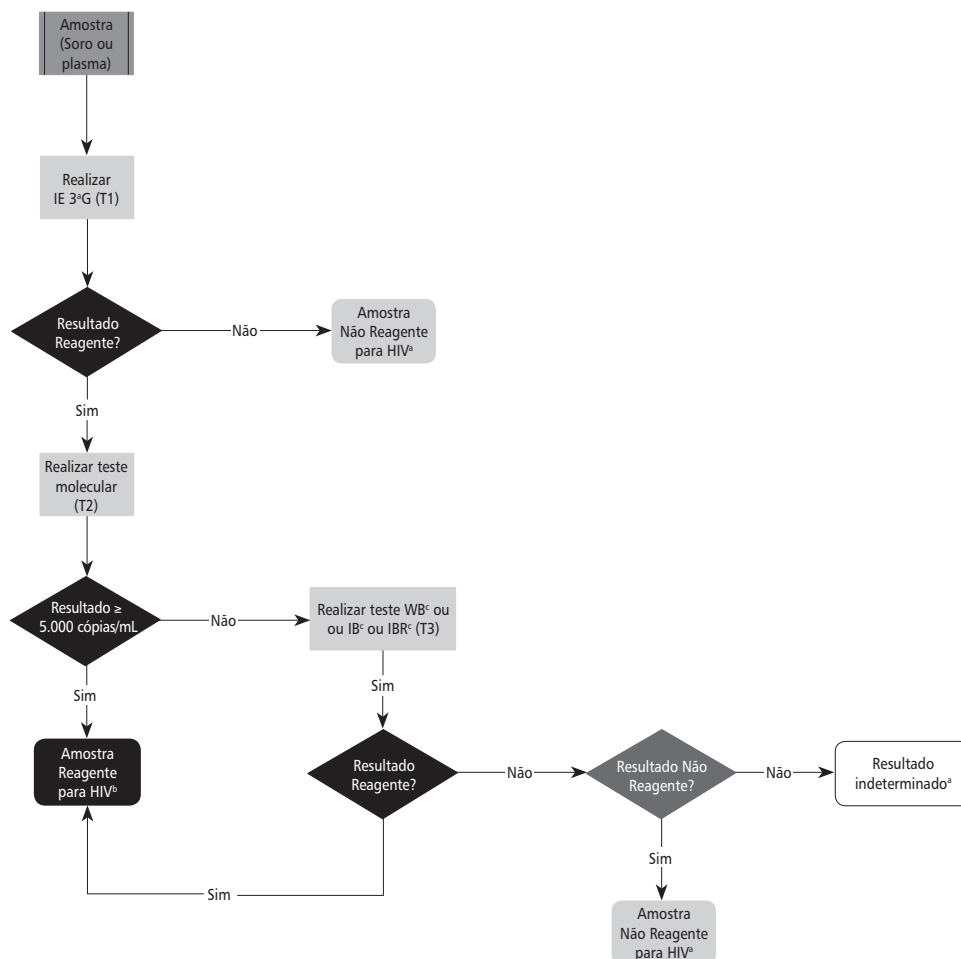 Amostra
(Soro ou
plasma)
Realizar
IE 3ªG (T1)
Resultado
Reagente?
Não
Amostra
Não Reagente
para HIVª
Sim
Realizar teste
molecular
(T2)
Resultado ≥
5.000 cópias/mL
Não
Realizar teste WBᶜ ou
ou IBᶜ ou IBRᶜ (T3)
Sim
Sim
Amostra
Reagente
para HIVᵇ
Resultado
Reagente?
Não
Resultado Não
Reagente?
Não
Resultado
indeterminadoª
Sim
Sim
Amostra
Não Reagente
para HIVª